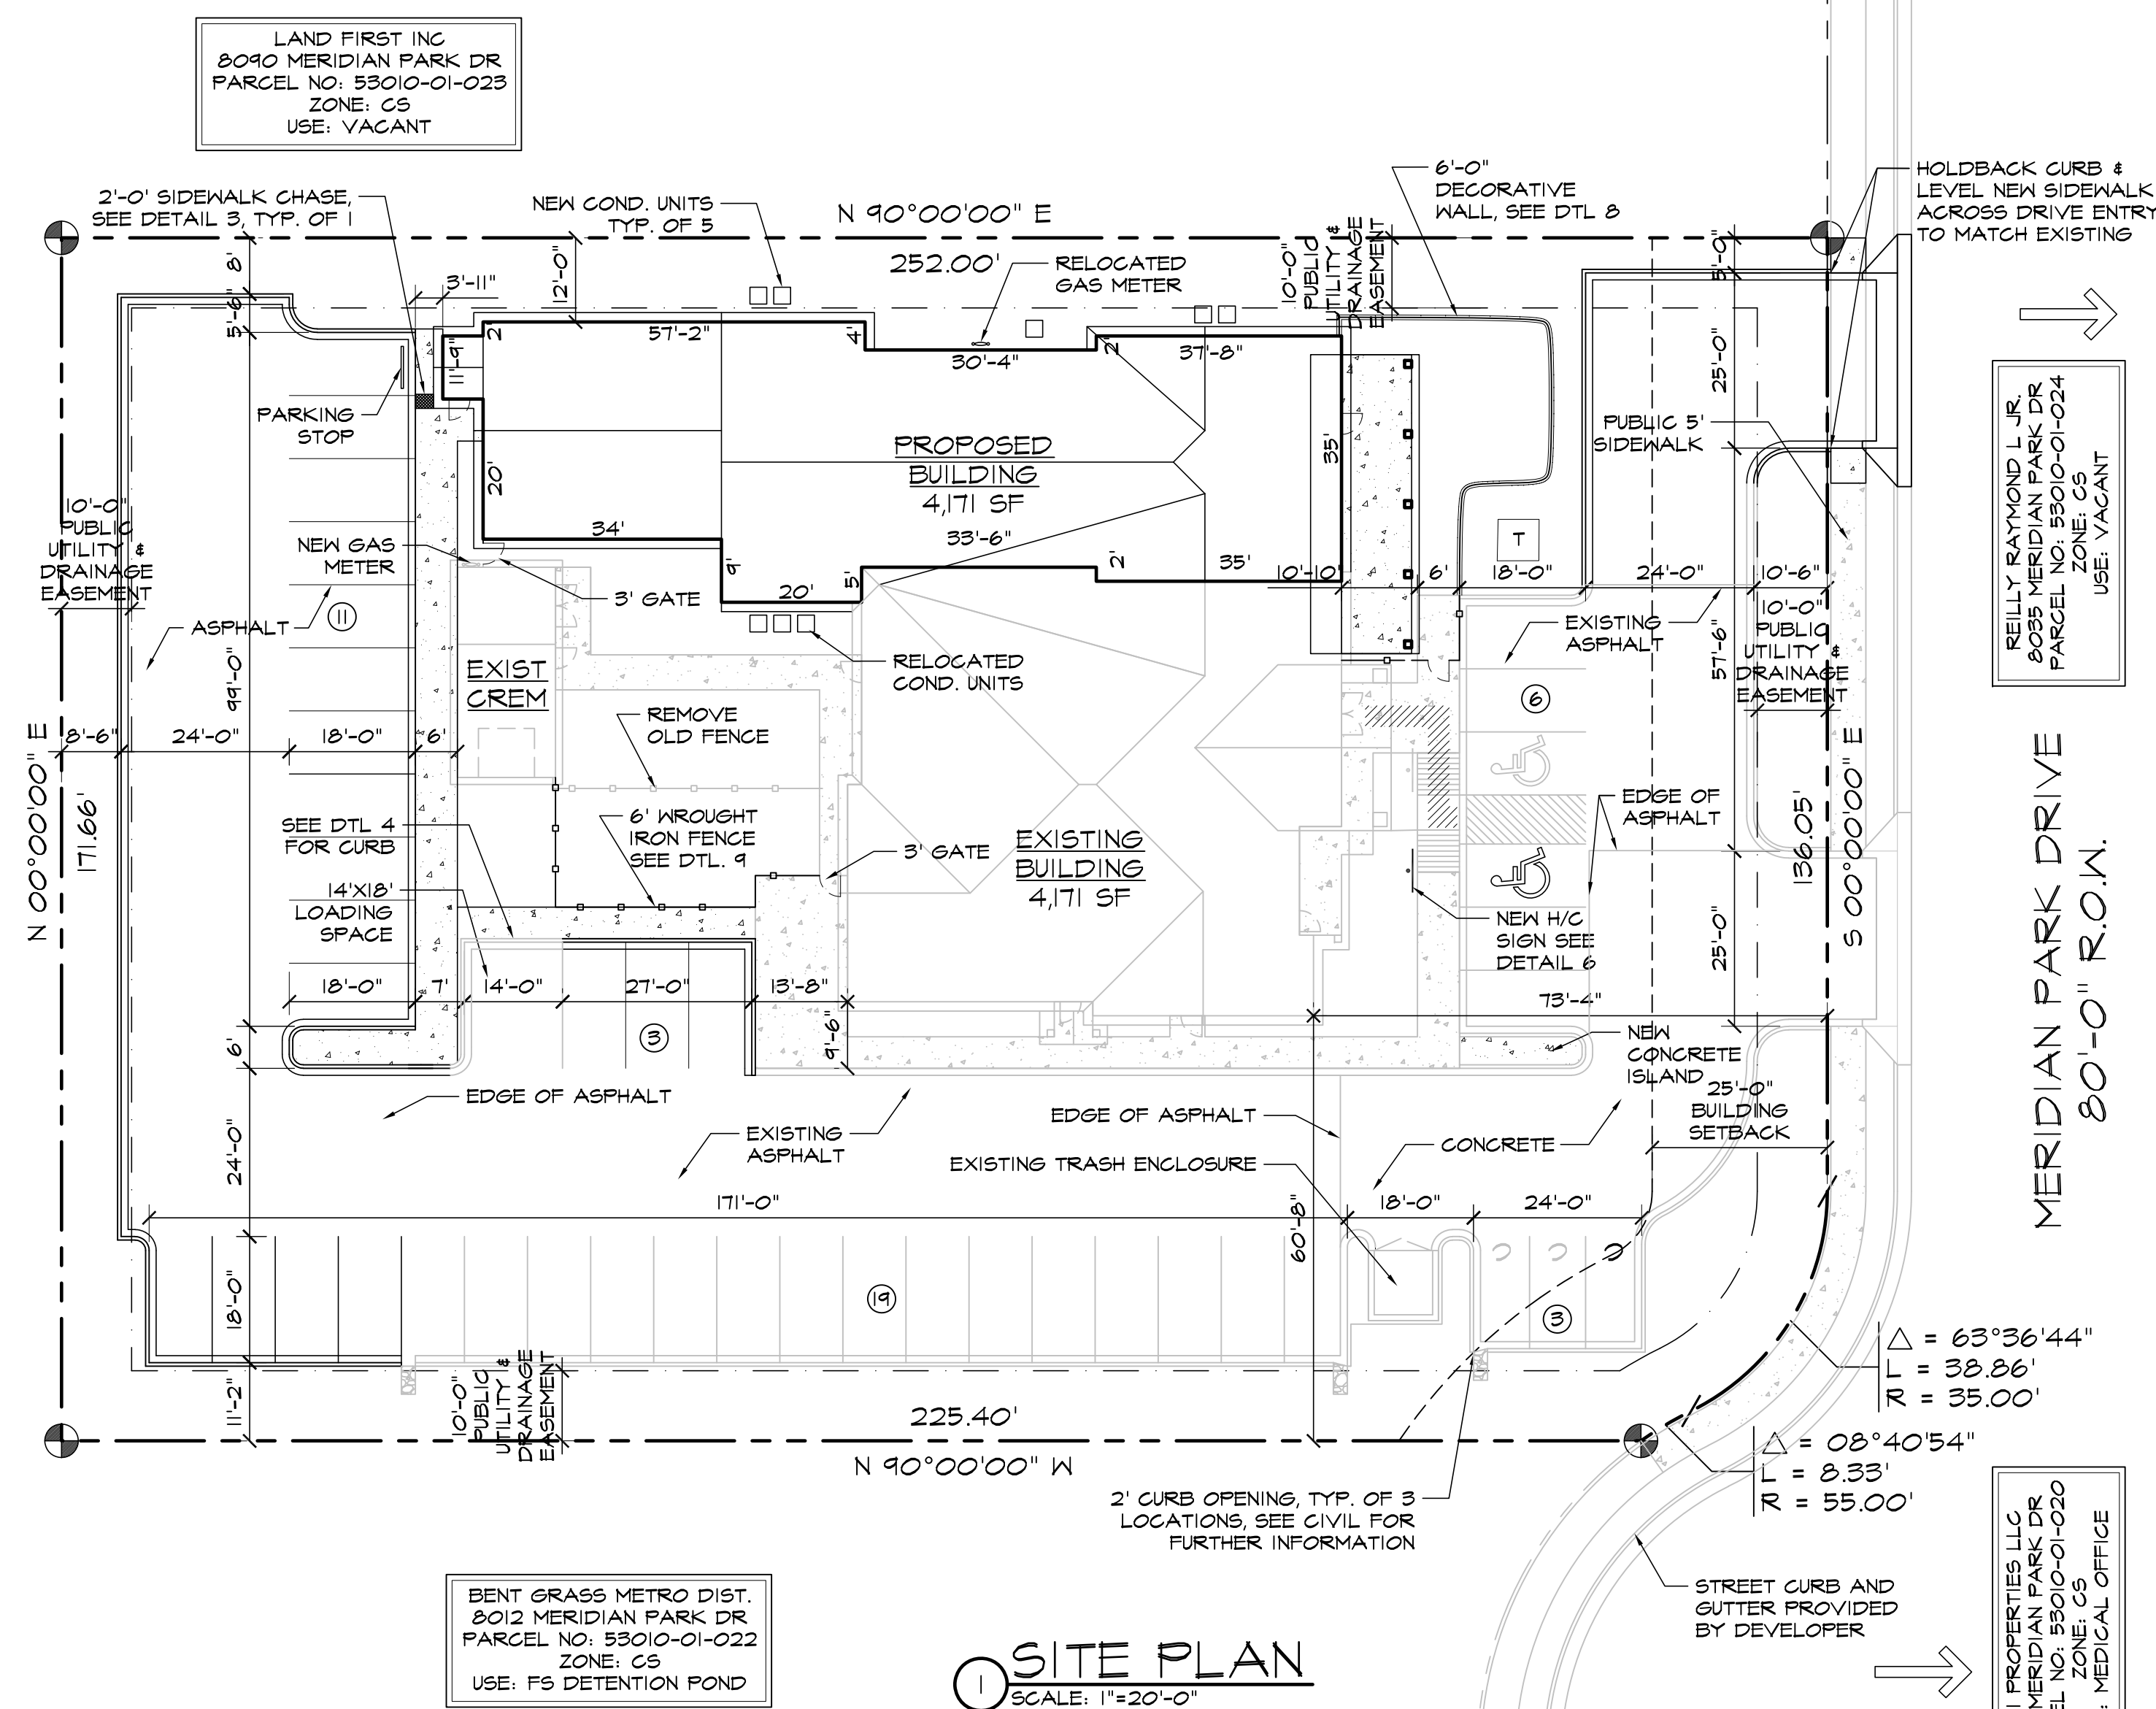 LAND FIRST INC
8090 MERIDIAN PARK DR
PARCEL NO: 53010-01-023
ZONE: CS
USE: VACANT
2'-0' SIDEWALK CHASE,
SEE DETAIL 3, TYP. OF 1
NEW COND. UNITS
TYP. OF 5
N 90°00'00" E
252.00'
RELOCATED
GAS METER
10'-0"
PUBLIC
UTILITY &
DRAINAGE
EASEMENT
6'-0"
DECORATIVE
WALL, SEE DTL 8
HOLDBACK CURB &
LEVEL NEW SIDEWALK
ACROSS DRIVE ENTRY
TO MATCH EXISTING
8'
5'-6"
3'-11"
12'-0"
2'
57'-2"
4'
30'-4"
2'
37'-8"
5'-0"
25'-0"
11'-9"
PARKING
STOP
20'
PROPOSED
BUILDING
4,171 SF
35'
PUBLIC 5'
SIDEWALK
REILLY RAYMOND L JR.
8035 MERIDIAN PARK DR
PARCEL NO: 53010-01-024
ZONE: CS
USE: VACANT
10'-0"
PUBLIC
UTILITY &
DRAINAGE
EASEMENT
NEW GAS
METER
34'
9'
20'
5'
33'-6"
2'
35'
10'-10"
6'
T
18'-0"
24'-0"
10'-6"
3' GATE
11
ASPHALT
EXISTING
ASPHALT
57'-6"
10'-0"
PUBLIC
UTILITY &
DRAINAGE
EASEMENT
EXIST
CREM
RELOCATED
COND. UNITS
99'-0"
6
8'-6"
24'-0"
18'-0"
6'
REMOVE
OLD FENCE
N 00°00'00" E
171.66'
SEE DTL 4
FOR CURB
6' WROUGHT
IRON FENCE
SEE DTL. 9
3' GATE
EXISTING
BUILDING
4,171 SF
EDGE OF
ASPHALT
136.05'
S 00°00'00" E
MERIDIAN PARK DRIVE
80'-0" R.O.W.
14'X18'
LOADING
SPACE
NEW H/C
SIGN SEE
DETAIL 6
25'-0"
18'-0"
7'
14'-0"
27'-0"
13'-8"
73'-4"
6'
3
9'-6"
NEW
CONCRETE
ISLAND
EDGE OF ASPHALT
EXISTING
ASPHALT
EDGE OF ASPHALT
CONCRETE
25'-0"
BUILDING
SETBACK
EXISTING TRASH ENCLOSURE
24'-0"
171'-0"
18'-0"
24'-0"
60'-8"
18'-0"
19
3
11'-2"
10'-0"
PUBLIC
UTILITY &
DRAINAGE
EASEMENT
225.40'
N 90°00'00" W
△ = 63°36'44"
L = 38.86'
R = 35.00'
△ = 08°40'54"
L = 8.33'
R = 55.00'
2' CURB OPENING, TYP. OF 3
LOCATIONS, SEE CIVIL FOR
FURTHER INFORMATION
STREET CURB AND
GUTTER PROVIDED
BY DEVELOPER
BENT GRASS METRO DIST.
8012 MERIDIAN PARK DR
PARCEL NO: 53010-01-022
ZONE: CS
USE: FS DETENTION POND
1
SITE PLAN
SCALE: 1"=20'-0"
PROPERTIES LLC
MERIDIAN PARK DR
NO: 53010-01-020
ZONE: CS
: MEDICAL OFFICE